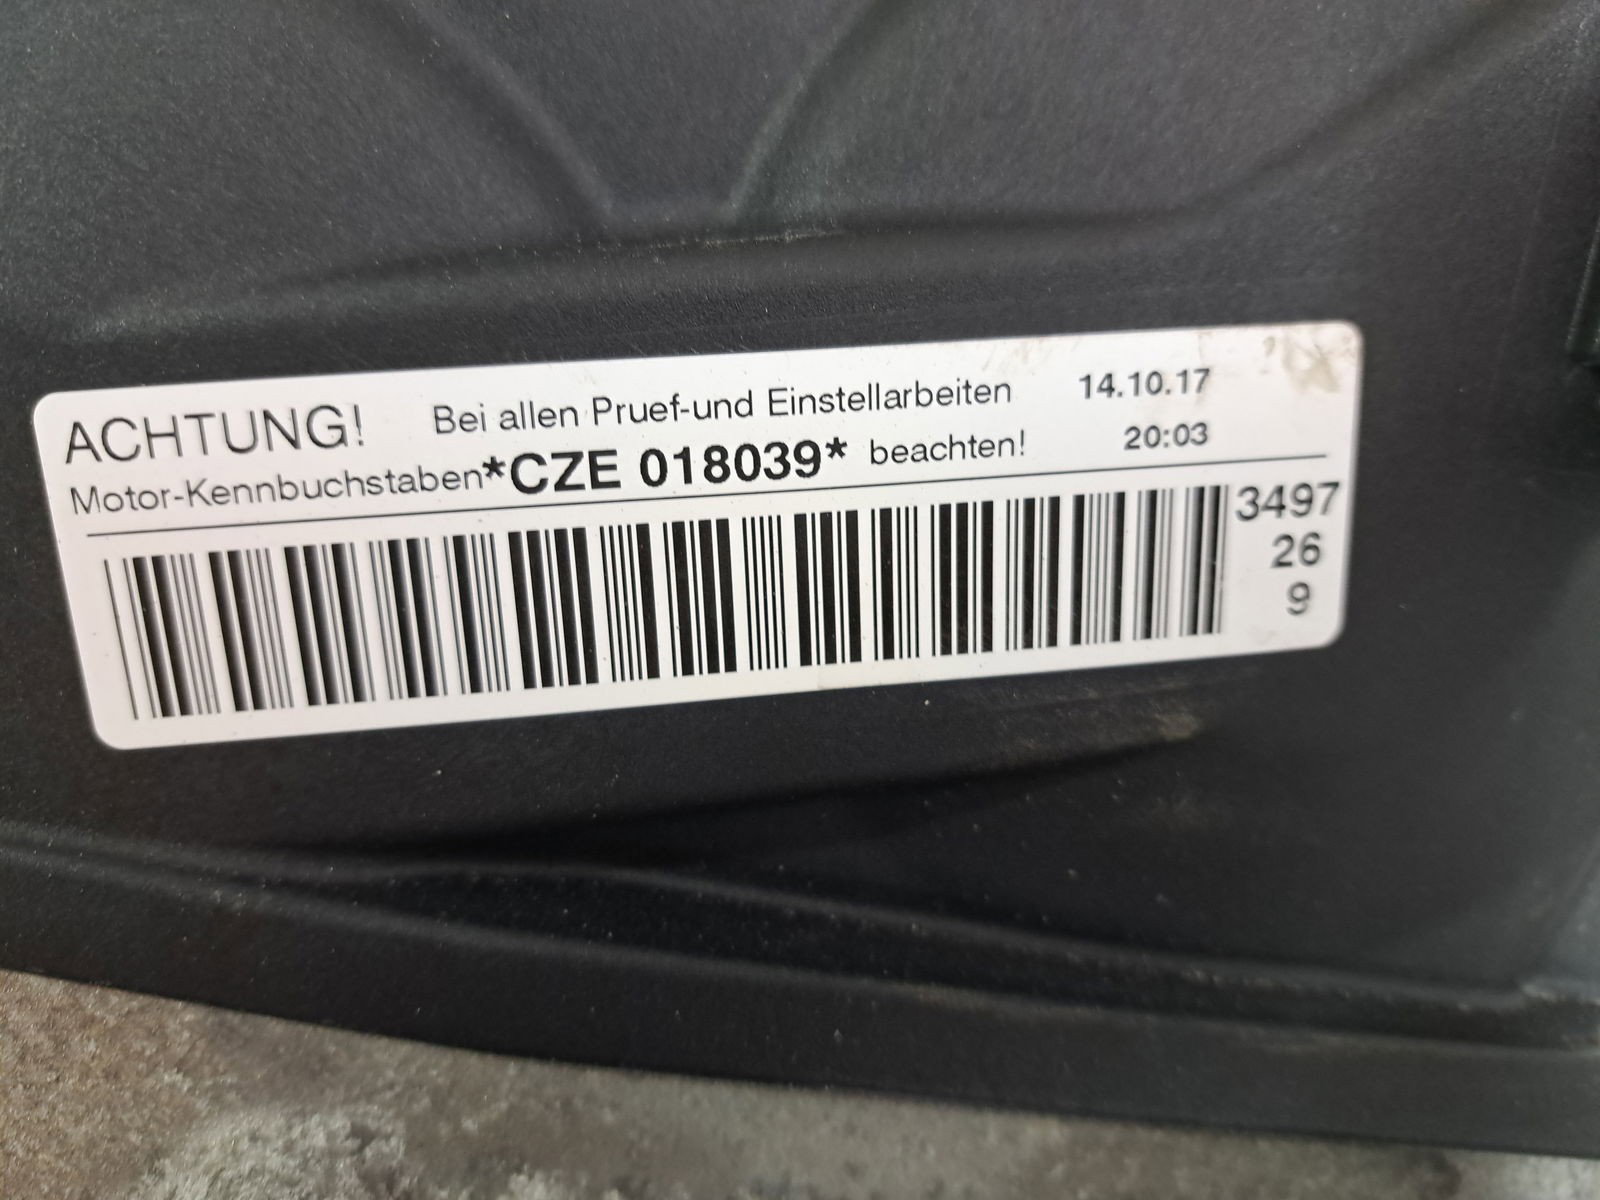 ACHTUNG! Bei allen Pruef-und Einstellarbeiten 14.10.17
Motor-Kennbuchstaben*CZE 018039* beachten! 20:03
3497
26
9